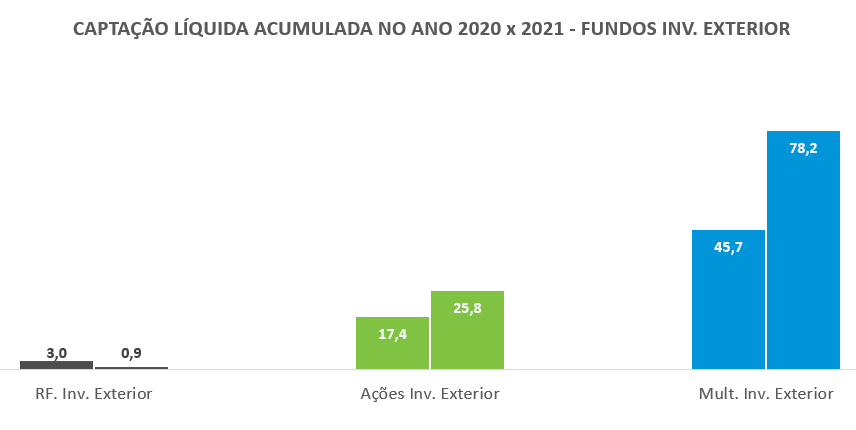 CAPTAÇÃO LÍQUIDA ACUMULADA NO ANO 2020 x 2021 - FUNDOS INV. EXTERIOR
78,2
45,7
25,8
17,4
3,0
0,9
RF. Inv. Exterior
Ações Inv. Exterior
Mult. Inv. Exterior